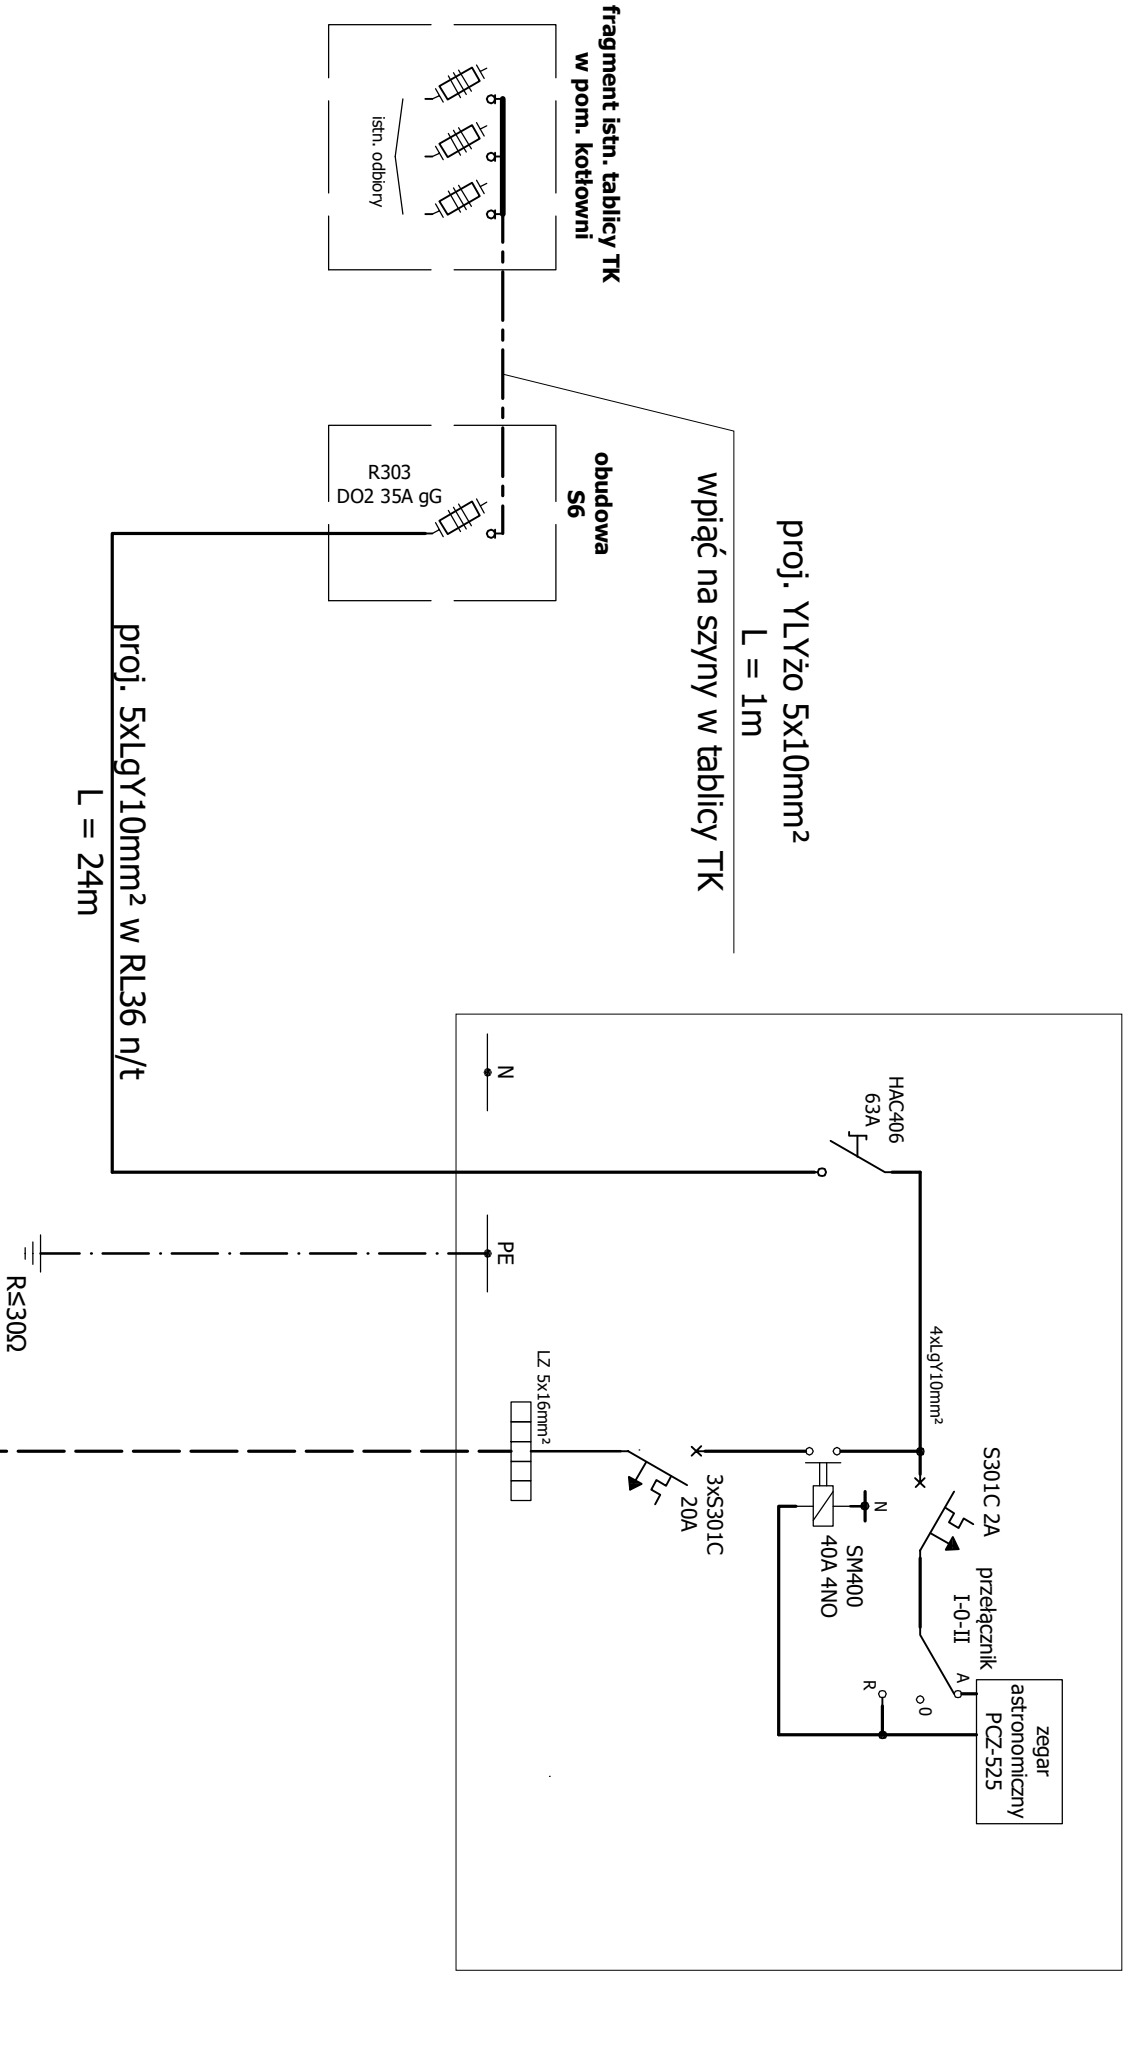 fragment istn. tablicy TK
w pom. kotłowni
istn. odbiory
obudowa
S6
R303
DO2 35A gG
proj. YLYżo 5x10mm²
L = 1m
wpiąć na szyny w tablicy TK
proj. 5xLgY10mm² w RL36 n/t
L = 24m
N
HAC406
63A
PE
R≤30Ω
4xLgY10mm²
LZ 5x16mm²
S301C 2A
3xS301C
20A
N
SM400
40A 4NO
przełącznik
I-0-II
A
0
R
zegar
astronomiczny
PCZ-525